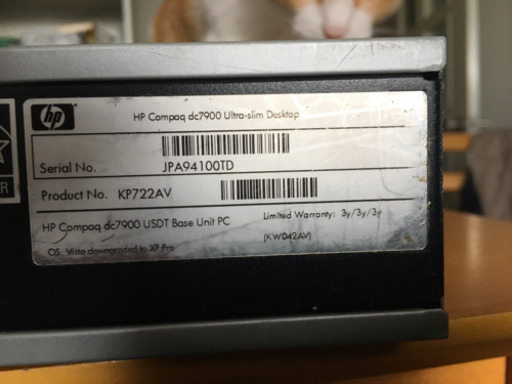 hp
HP Compaq dc7900 Ultra-slim Desktop
Serial No. JPA94100TD
Product No. KP722AV
HP Compaq dc7900 USDT Base Unit PC
Limited Warranty: 3y/3y/3y
(KW042AV)
OS: Vista downgraded to XP Pro